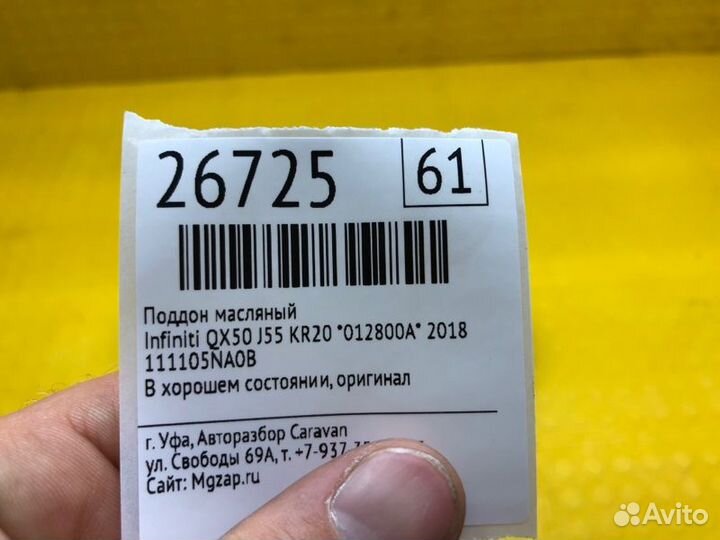 26725 61
Поддон масляный
Infiniti QX50 J55 KR20 *012800A* 2018
111105NA0B
В хорошем состоянии, оригинал
г. Уфа, Авторазбор Caravan
ул. Свободы 69А, т. +7-937
Сайт: Mgzap.ru
Avito